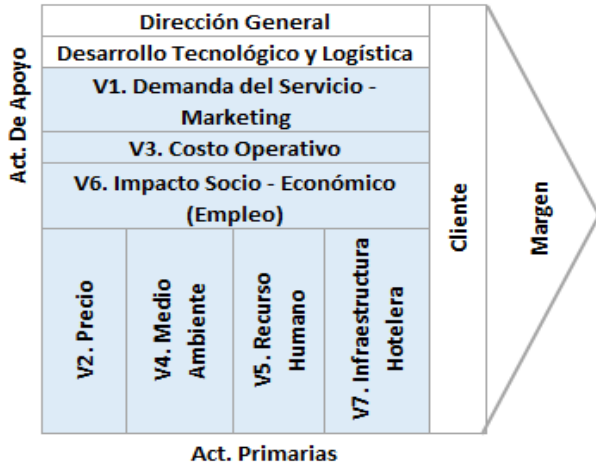 Dirección General
Desarrollo Tecnológico y Logística
V1. Demanda del Servicio -
Marketing
V3. Costo Operativo
V6. Impacto Socio - Económico
(Empleo)
Act. De Apoyo
V2. Precio
V4. Medio
Ambiente
V5. Recurso
Humano
V7. Infraestructura
Hotelera
Cliente
Margen
Act. Primarias